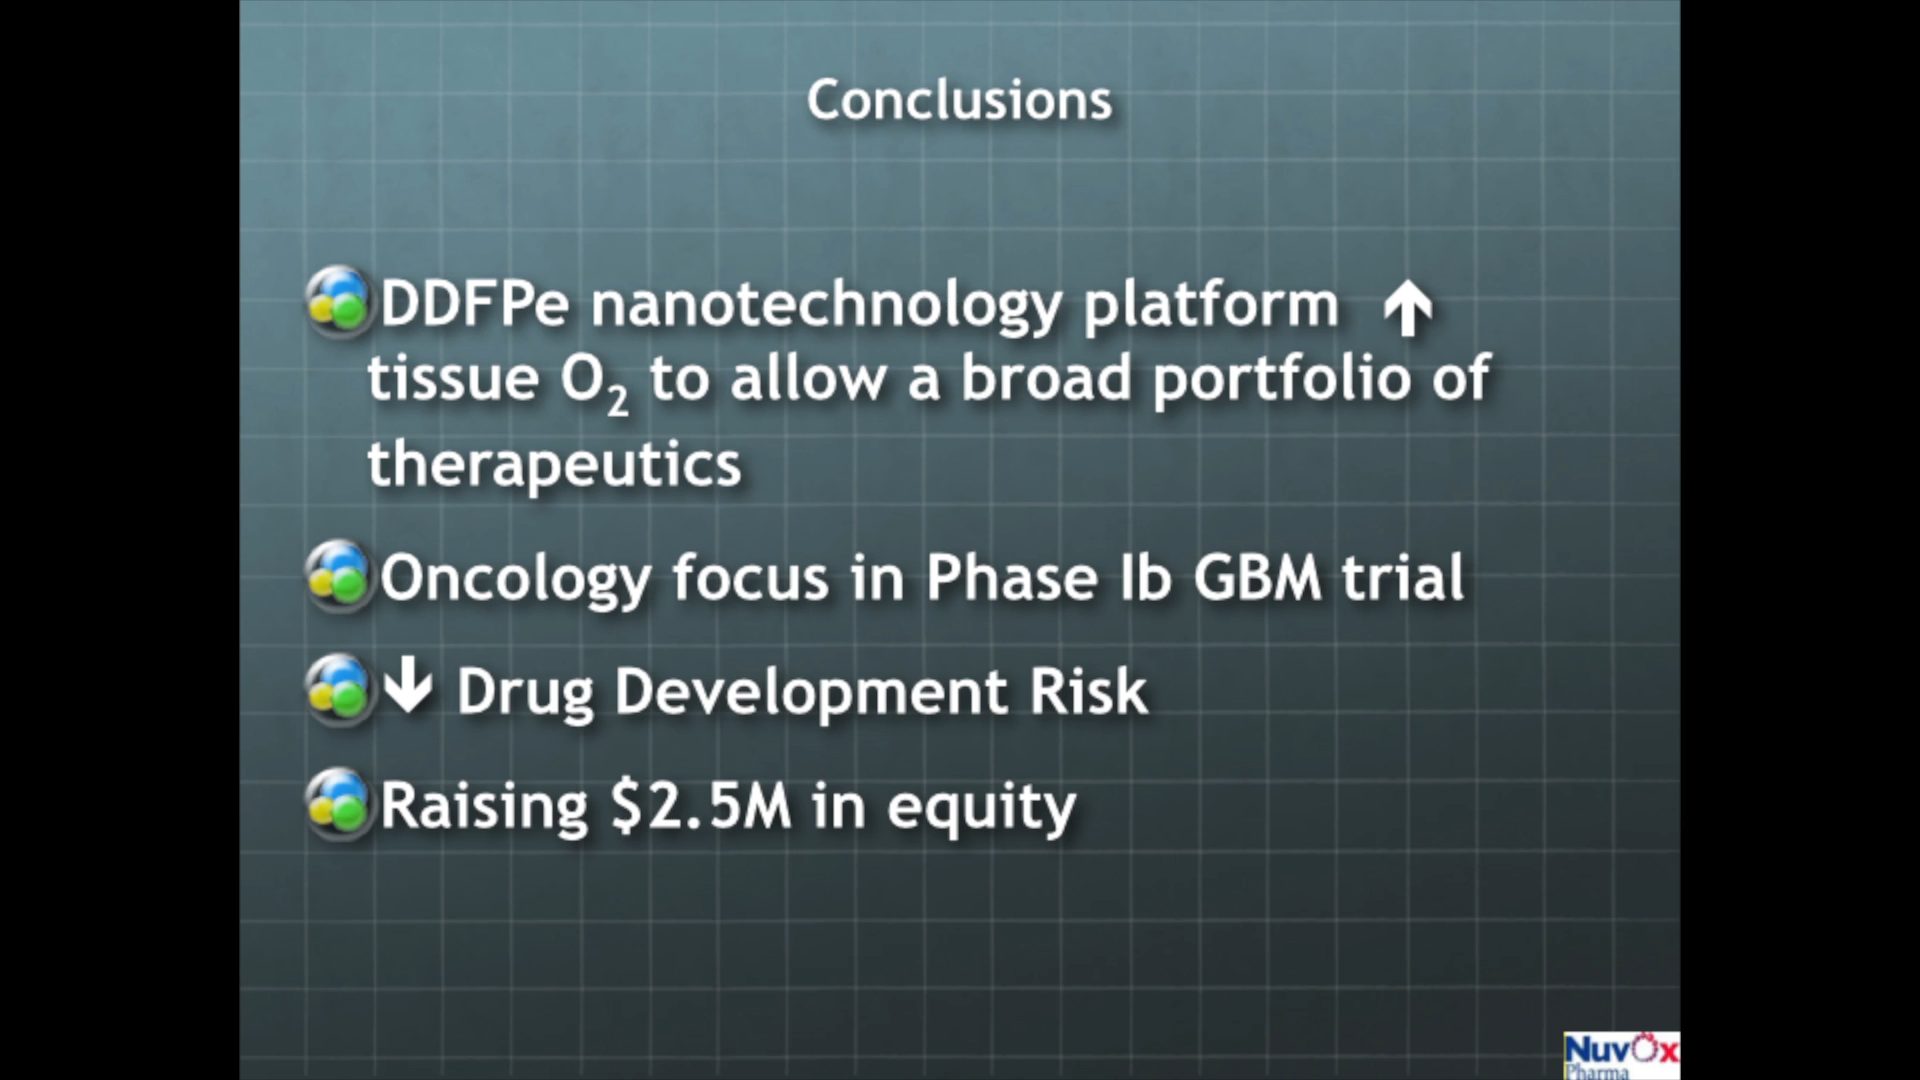 Conclusions
DDFPe nanotechnology platform ↑
tissue O₂ to allow a broad portfolio of
therapeutics
Oncology focus in Phase Ib GBM trial
↓ Drug Development Risk
Raising $2.5M in equity
NuvOx
Pharma